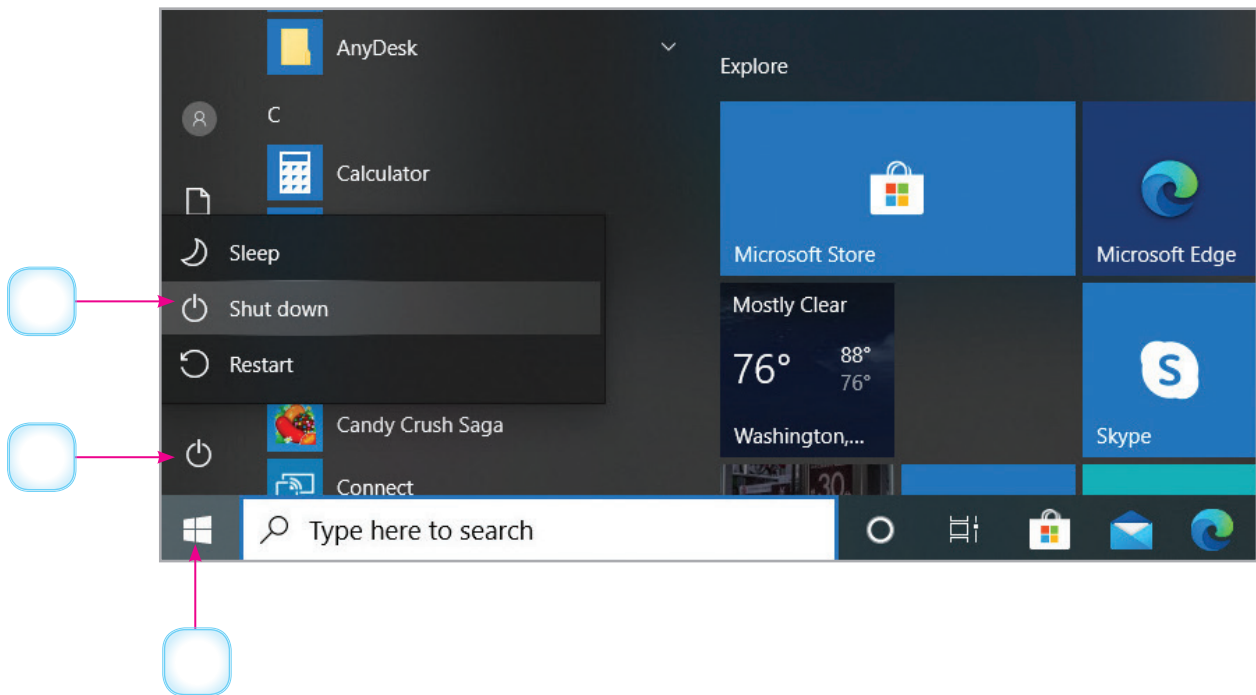 AnyDesk
Explore
C
Calculator
Sleep
Shut down
Restart
Microsoft Store
Microsoft Edge
Mostly Clear
76° 88°
76°
Washington,...
Skype
Candy Crush Saga
Connect
30
Type here to search